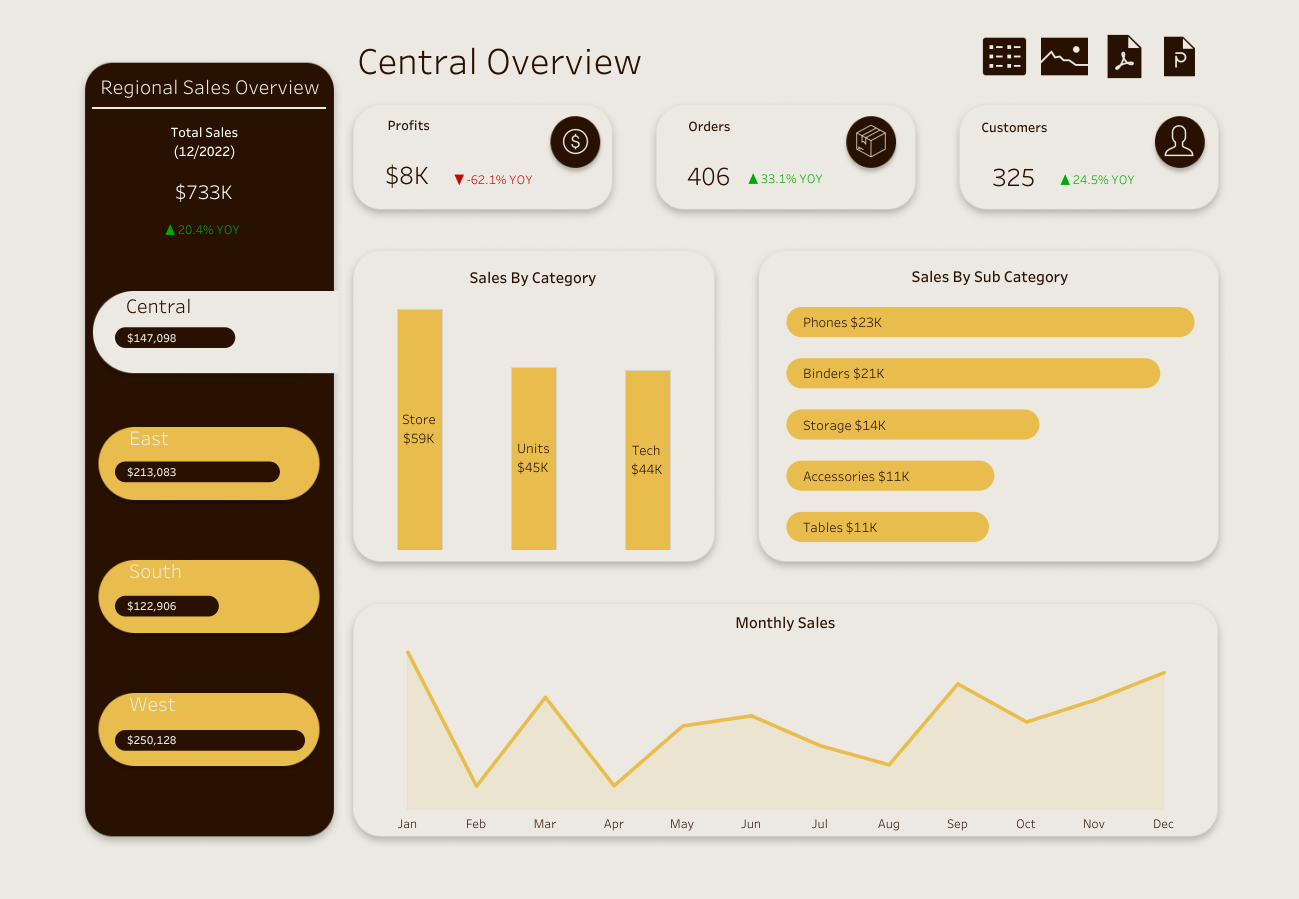 Regional Sales Overview
Total Sales
(12/2022)
$733K
▲ 20.4% YOY
Central
$147,098
East
$213,083
South
$122,906
West
$250,128
Central Overview
Profits
$8K ▼ -62.1% YOY
Orders
406 ▲ 33.1% YOY
Customers
325 ▲ 24.5% YOY
Sales By Category
Store
$59K
Units
$45K
Tech
$44K
Sales By Sub Category
Phones $23K
Binders $21K
Storage $14K
Accessories $11K
Tables $11K
Monthly Sales
Jan Feb Mar Apr May Jun Jul Aug Sep Oct Nov Dec